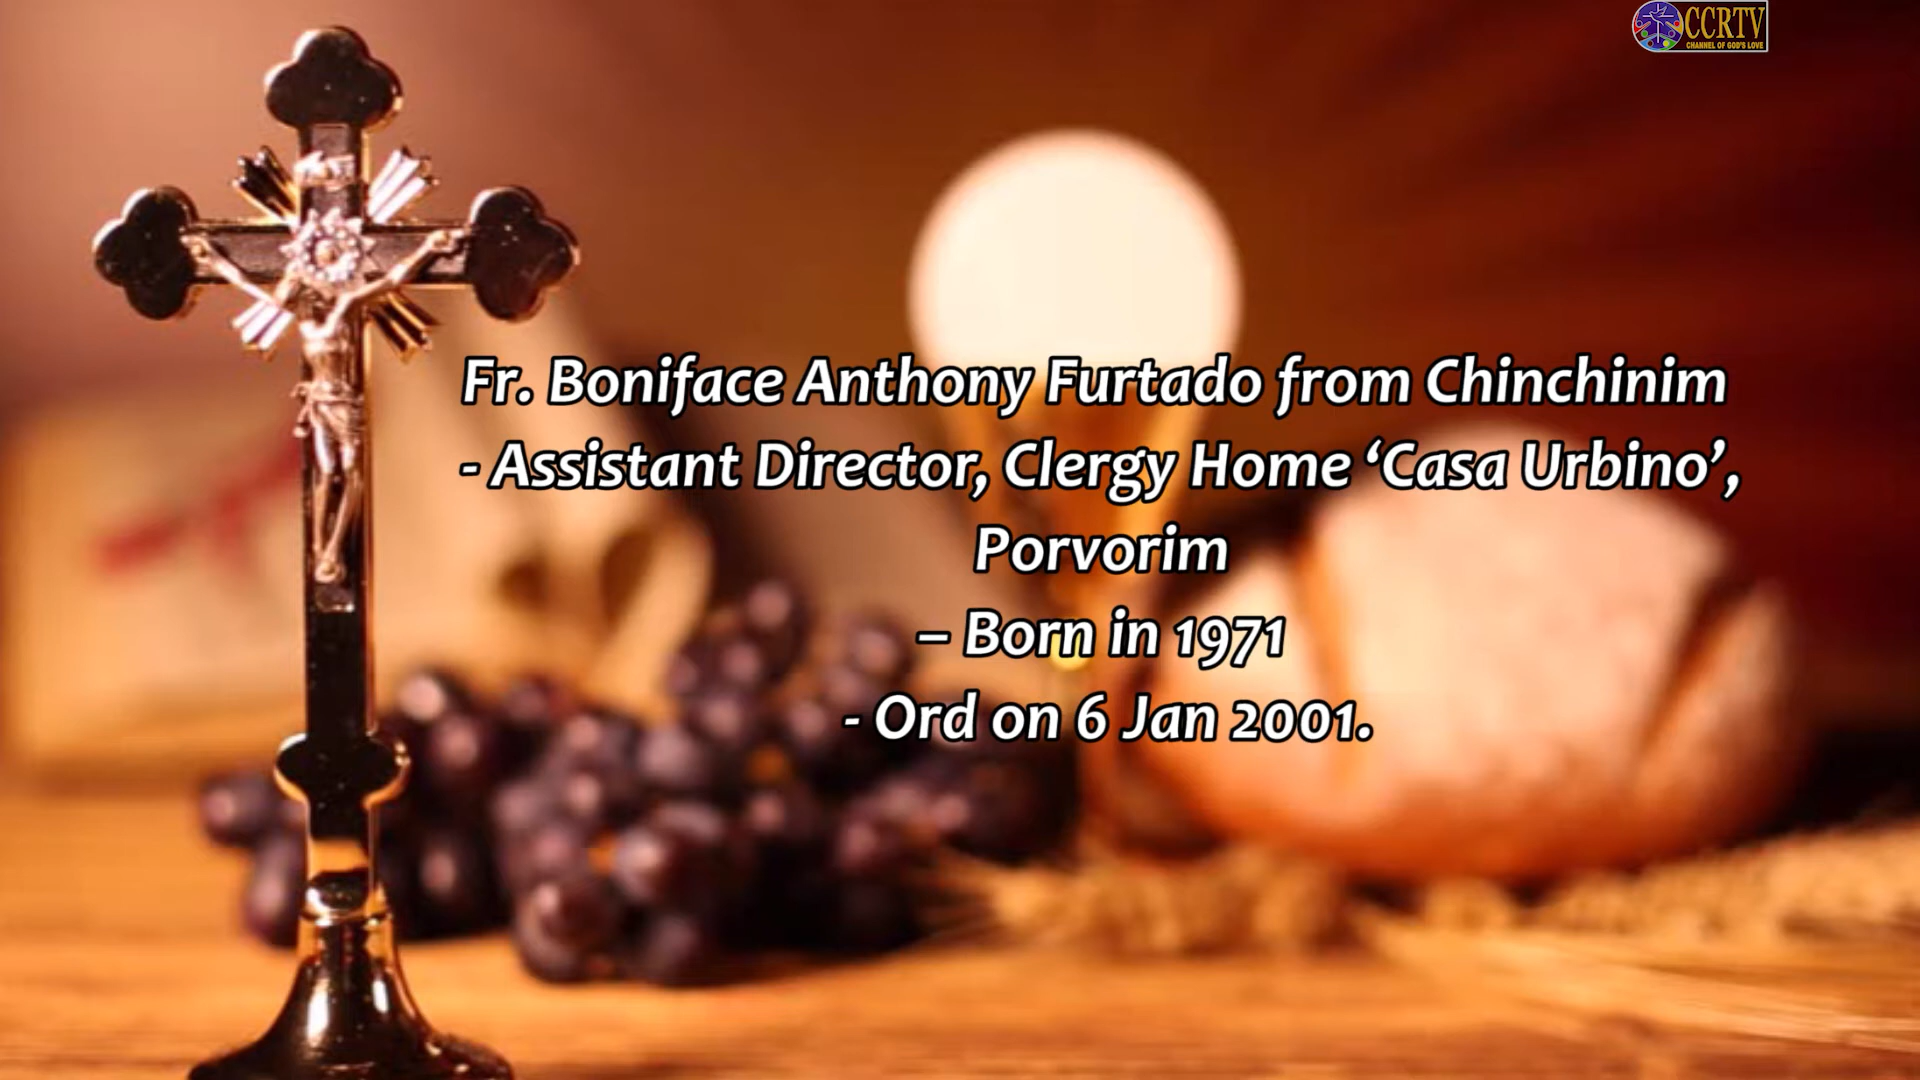 CCRTV
CHANNEL OF GOD'S LOVE
Fr. Boniface Anthony Furtado from Chinchinim
- Assistant Director, Clergy Home ‘Casa Urbino’,
Porvorim
– Born in 1971
- Ord on 6 Jan 2001.